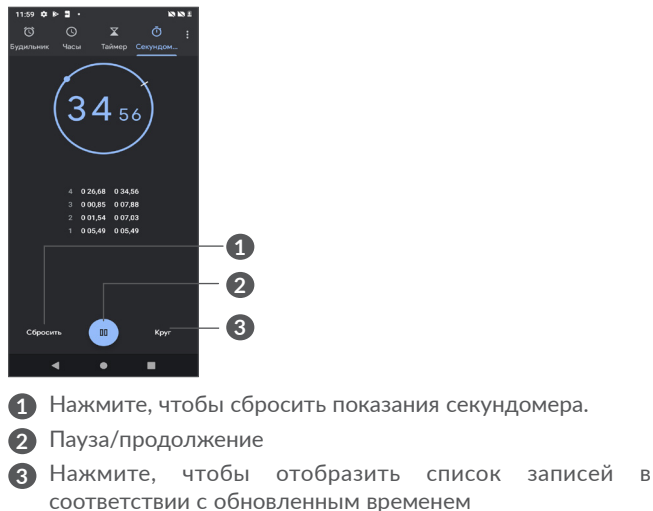 11:59
Будильник Часы Таймер Секундом...
34 56
4 0 26,68 0 34,56
3 0 00,85 0 07,88
2 0 01,54 0 07,03
1 0 05,49 0 05,49
1
2
3
Сбросить Круг
1 Нажмите, чтобы сбросить показания секундомера.
2 Пауза/продолжение
3 Нажмите, чтобы отобразить список записей в
соответствии с обновленным временем